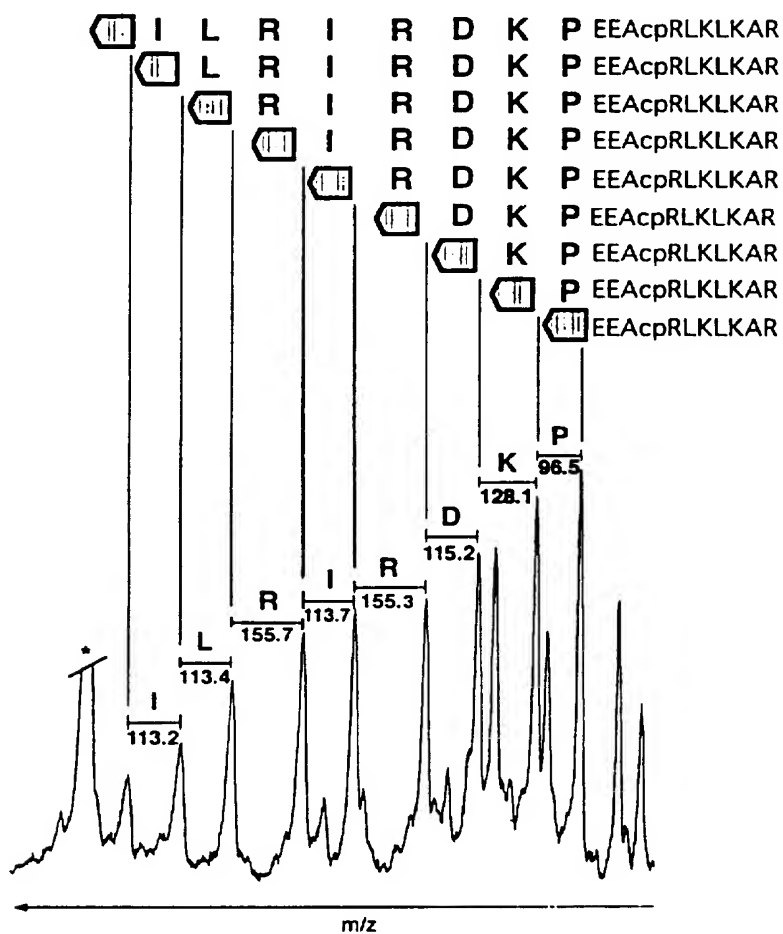 I L R I R D K P EEAcpRLKLKAR
L R I R D K P EEAcpRLKLKAR
R I R D K P EEAcpRLKLKAR
I R D K P EEAcpRLKLKAR
R D K P EEAcpRLKLKAR
D K P EEAcpRLKLKAR
K P EEAcpRLKLKAR
P EEAcpRLKLKAR
EEAcpRLKLKAR
P
96.5
K
128.1
D
115.2
R
155.3
I
113.7
R
155.7
L
113.4
I
113.2
*
m/z